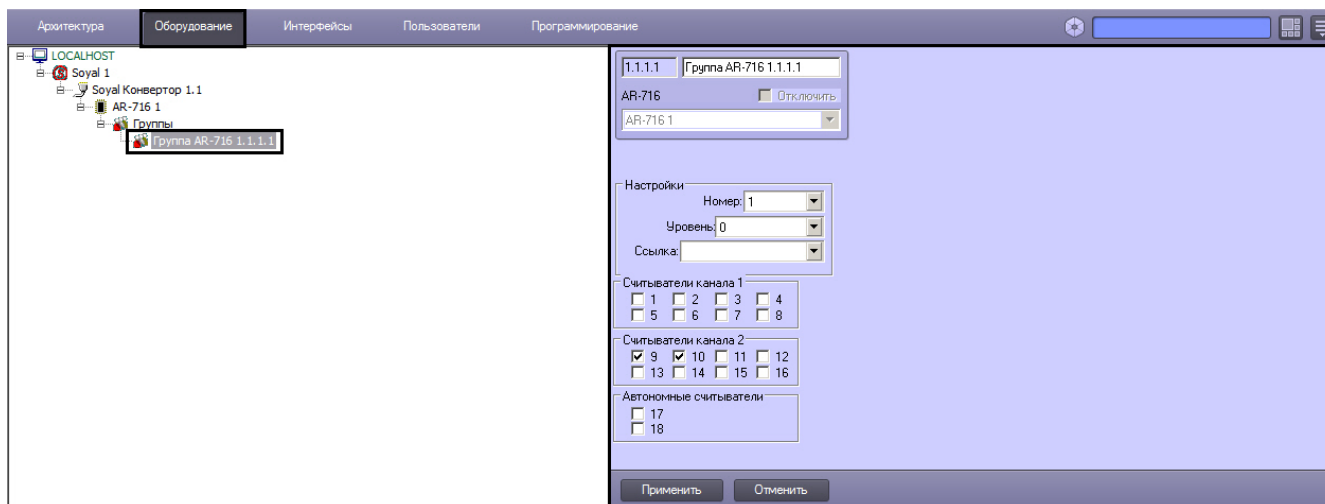 Архитектура Оборудование Интерфейсы Пользователи Программирование
LOCALHOST
Soyal 1
Soyal Конвертор 1.1
AR-716 1
Группы
Группа AR-716 1.1.1.1
1.1.1.1 Группа AR-716 1.1.1.1
AR-716 Отключить
AR-716 1
Настройки
Номер: 1
Уровень: 0
Ссылка:
Считыватели канала 1
1 2 3 4
5 6 7 8
Считыватели канала 2
9 10 11 12
13 14 15 16
Автономные считыватели
17
18
Применить Отменить